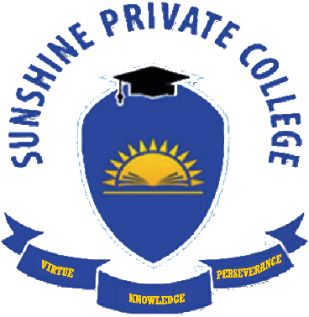 SUNSHINE PRIVATE COLLEGE
VIRTUE
KNOWLEDGE
PERSEVERANCE